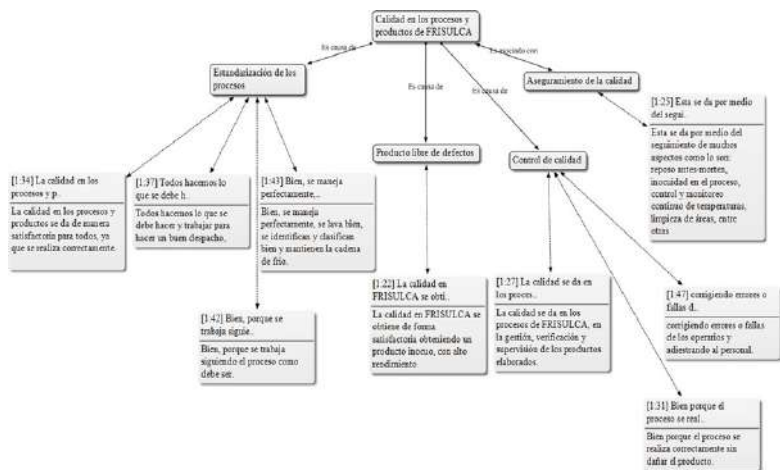 Calidad en los procesos y
productos de FRISULCA
Es causa de
Es asociado con
Es causa de
Es causa de
Estandarización de los
procesos
Aseguramiento de la calidad
Producto libre de defectos
Control de calidad
[1:25] Esta se da por medio
del segui..
Esta se da por medio del
seguimiento de muchos
aspectos como lo son:
reposo antes-mortes,
inocuidad en el proceso,
control y monitoreo
continuo de temperaturas,
limpieza de áreas, entre
otras
[1:34] La calidad en los
procesos y p..
La calidad en los procesos y
productos se da de manera
satisfactoria para todos, ya
que se realiza correctamente.
[1:37] Todos hacemos lo
que se debe h..
Todos hacemos lo que se
debe hacer y trabajar para
hacer un buen despacho,
[1:43] Bien, se maneja
perfectamente,..
Bien, se maneja
perfectamente, se lava bien,
se identifican y clasifican
bien y mantienen la cadena
de frío.
[1:42] Bien, porque se
trabaja siguie..
Bien, porque se trabaja
siguiendo el proceso como
debe ser.
[1:22] La calidad en
FRISULCA se obti..
La calidad en FRISULCA se
obtiene de forma
satisfactoria obteniendo un
producto inocuo, con alto
rendimiento
[1:27] La calidad se da en
los proces..
La calidad se da en los
procesos de FRISULCA, en
la gestión, verificación y
supervisión de los productos
elaborados.
[1:47] corrigiendo errores o
fallas d..
corrigiendo errores o fallas
de los operarios y
adiestrando al personal.
[1:31] Bien porque el
proceso se real..
Bien porque el proceso se
realiza correctamente sin
dañar el producto.